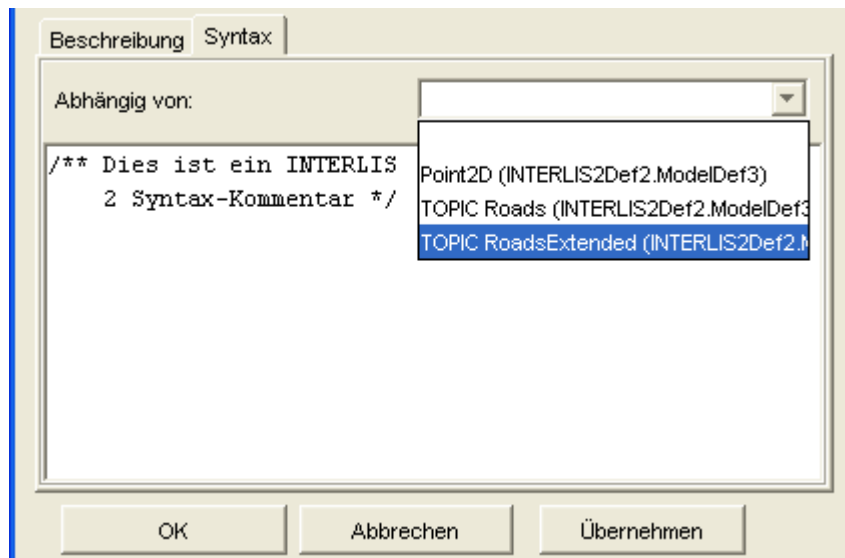 Beschreibung Syntax
Abhängig von:
/** Dies ist ein INTERLIS
2 Syntax-Kommentar */
Point2D (INTERLIS2Def2.ModelDef3)
TOPIC Roads (INTERLIS2Def2.ModelDef3
TOPIC RoadsExtended (INTERLIS2Def2.M
OK Abbrechen Übernehmen